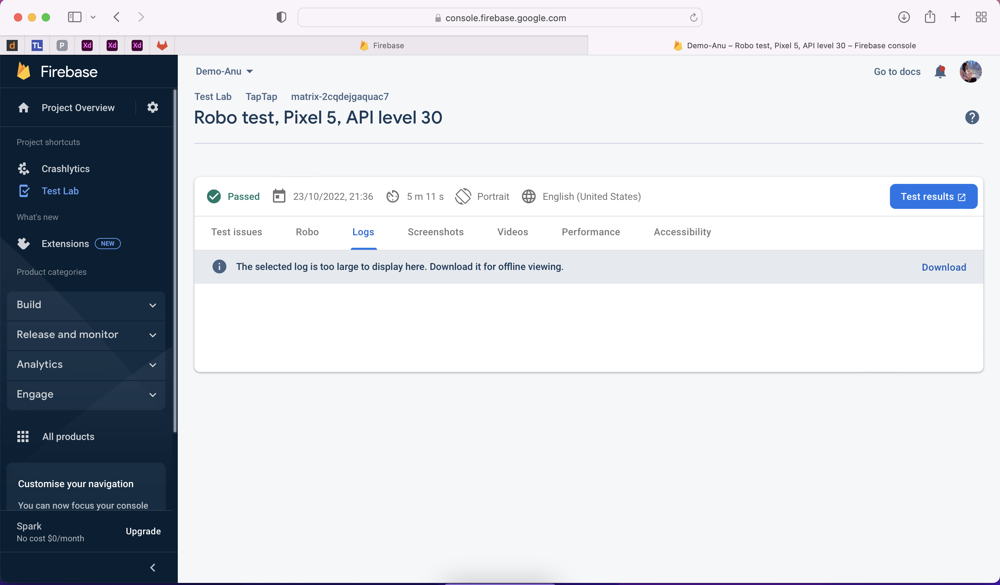 console.firebase.google.com
d
TL
P
Xd
Xd
Xd
Firebase
Demo-Anu – Robo test, Pixel 5, API level 30 – Firebase console
Firebase
Project Overview
Project shortcuts
Crashlytics
Test Lab
What's new
Extensions NEW
Product categories
Build
Release and monitor
Analytics
Engage
All products
Customise your navigation
You can now focus your console
Spark
No cost $0/month
Upgrade
Demo-Anu
Go to docs
Test Lab TapTap matrix-2cqdejgaquac7
Robo test, Pixel 5, API level 30
?
Passed 23/10/2022, 21:36 5 m 11 s Portrait English (United States) Test results
Test issues Robo Logs Screenshots Videos Performance Accessibility
The selected log is too large to display here. Download it for offline viewing. Download